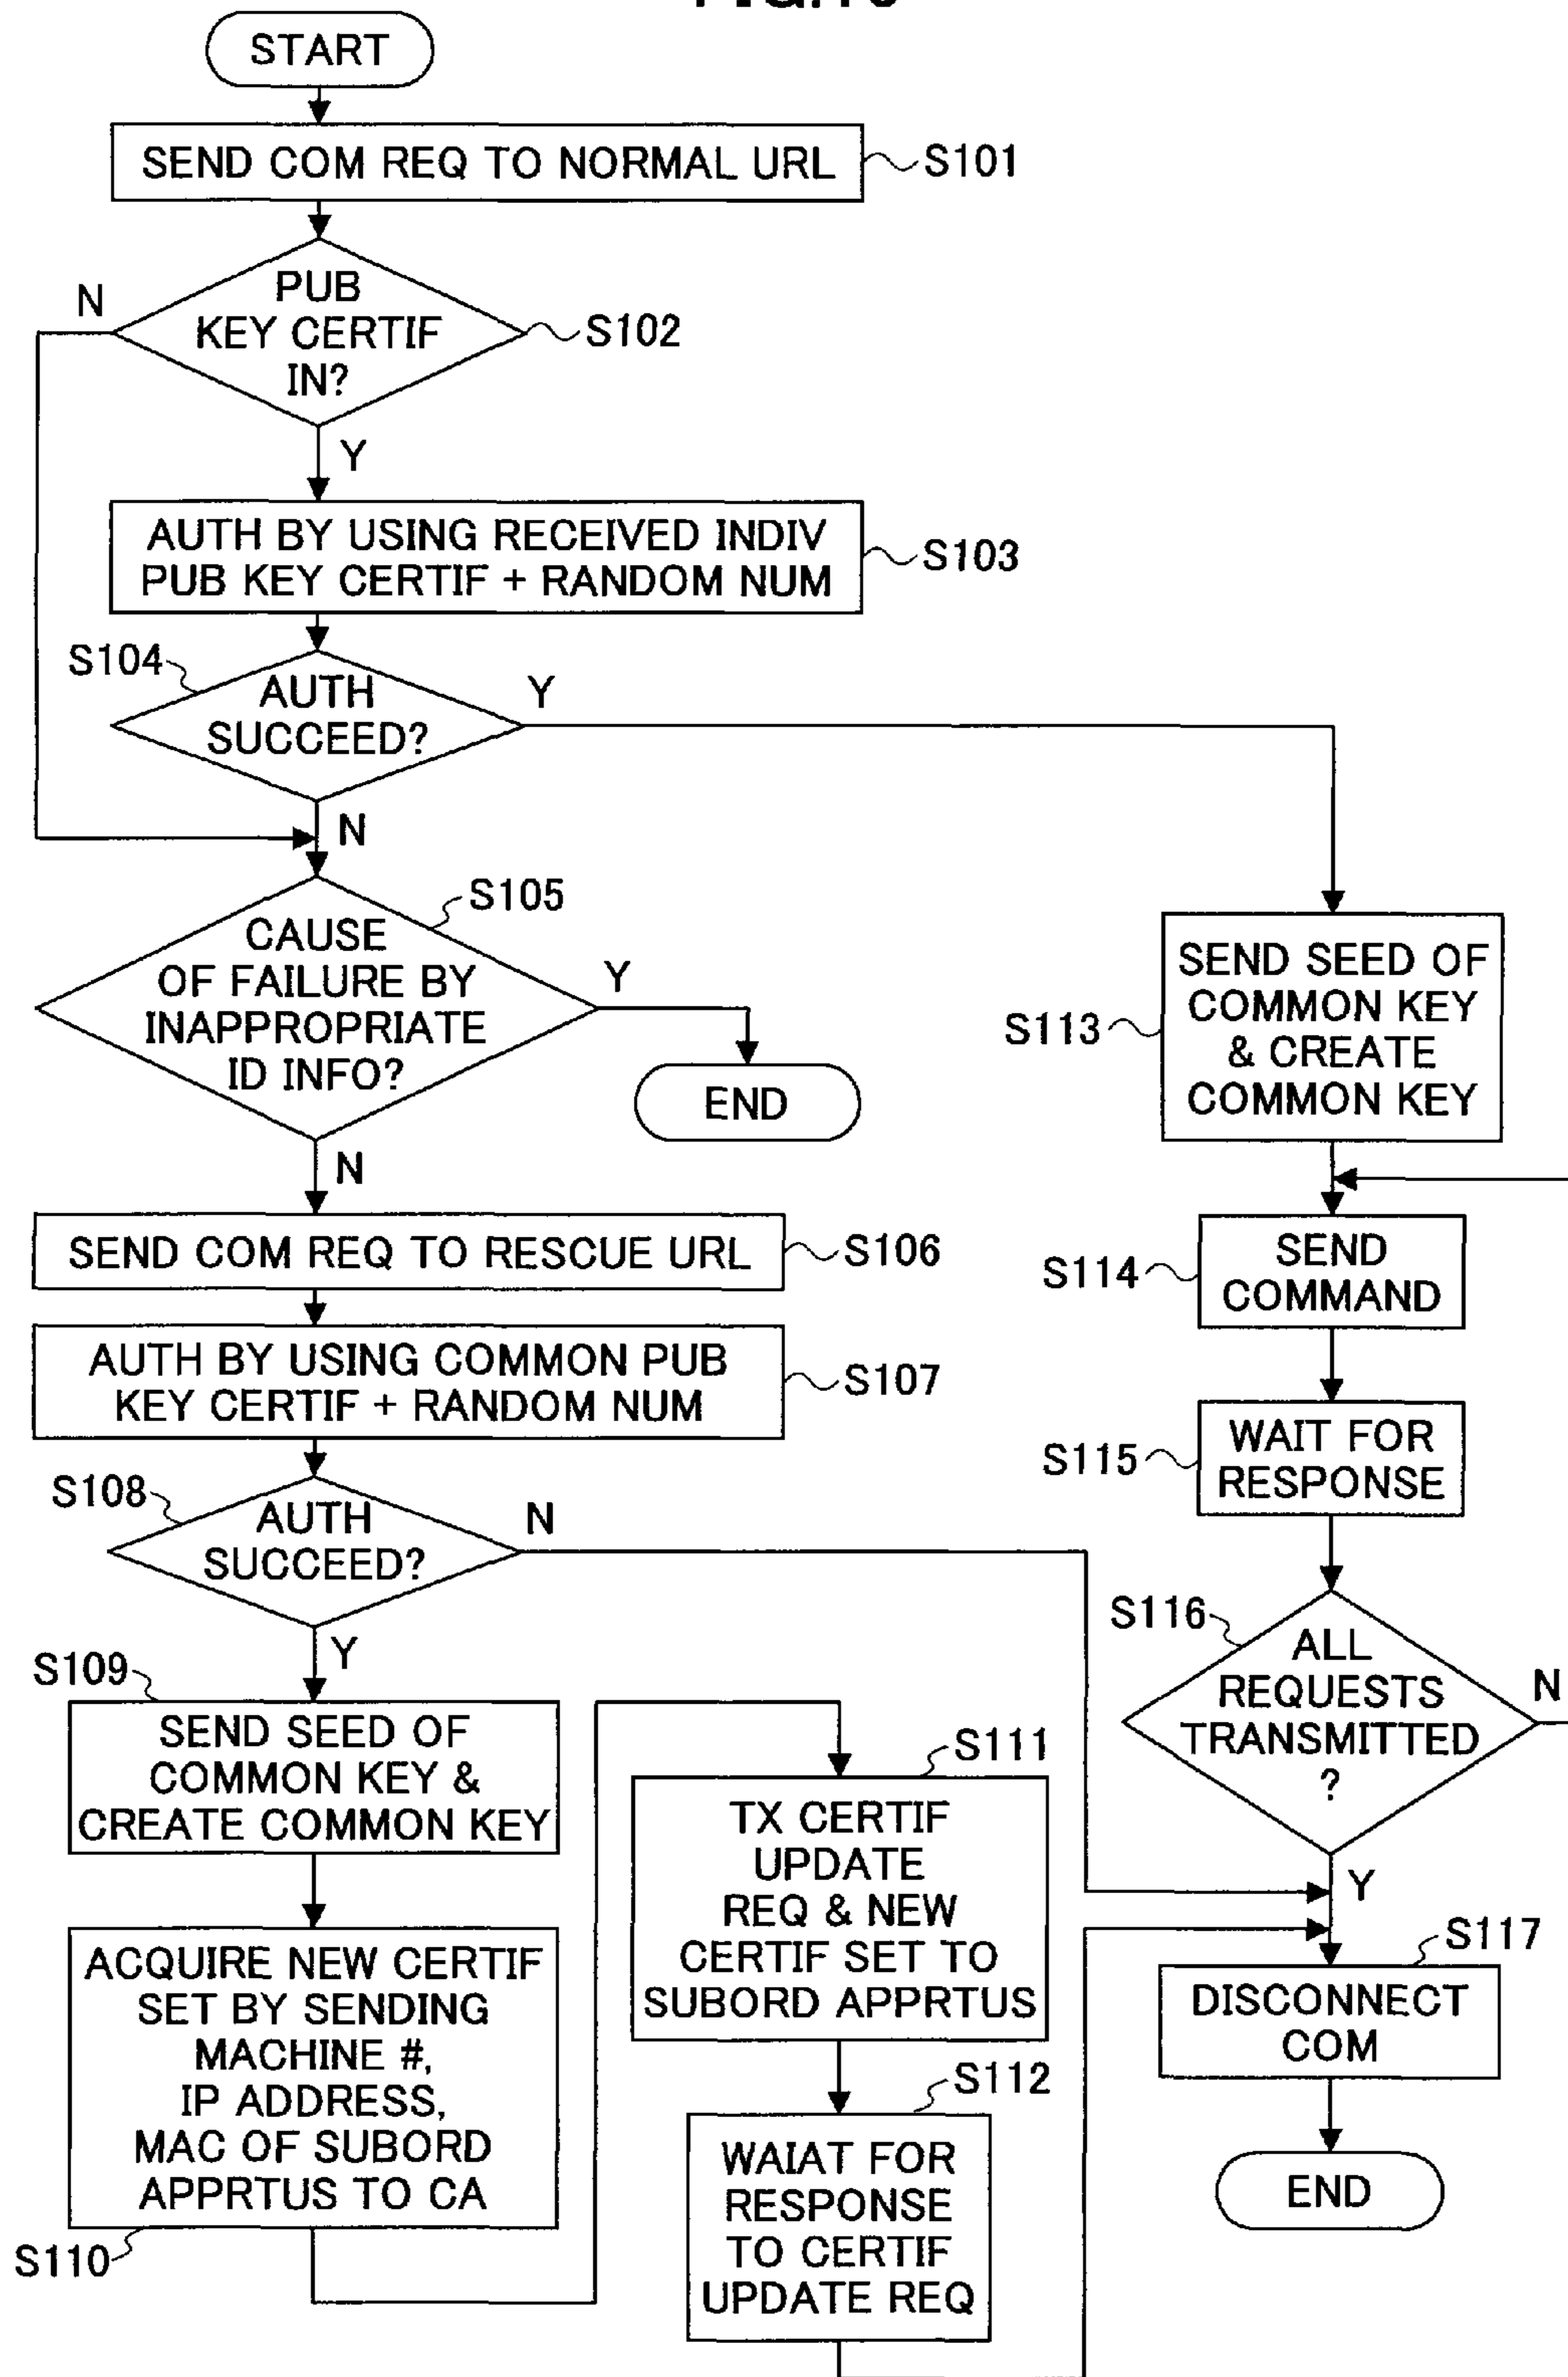 START
SEND COM REQ TO NORMAL URL
S101
N
PUB
KEY CERTIF
IN?
S102
Y
AUTH BY USING RECEIVED INDIV
PUB KEY CERTIF + RANDOM NUM
S103
S104
AUTH
SUCCEED?
Y
N
S105
CAUSE
OF FAILURE BY
INAPPROPRIATE
ID INFO?
Y
END
N
SEND COM REQ TO RESCUE URL
S106
AUTH BY USING COMMON PUB
KEY CERTIF + RANDOM NUM
S107
S108
AUTH
SUCCEED?
N
Y
S109
SEND SEED OF
COMMON KEY &
CREATE COMMON KEY
ACQUIRE NEW CERTIF
SET BY SENDING
MACHINE #,
IP ADDRESS,
MAC OF SUBORD
APPRTUS TO CA
S110
S111
TX CERTIF
UPDATE
REQ & NEW
CERTIF SET TO
SUBORD APPRTUS
S112
WAIAT FOR
RESPONSE
TO CERTIF
UPDATE REQ
S113
SEND SEED OF
COMMON KEY
& CREATE
COMMON KEY
S114
SEND
COMMAND
S115
WAIT FOR
RESPONSE
S116
ALL
REQUESTS
TRANSMITTED
?
N
Y
S117
DISCONNECT
COM
END